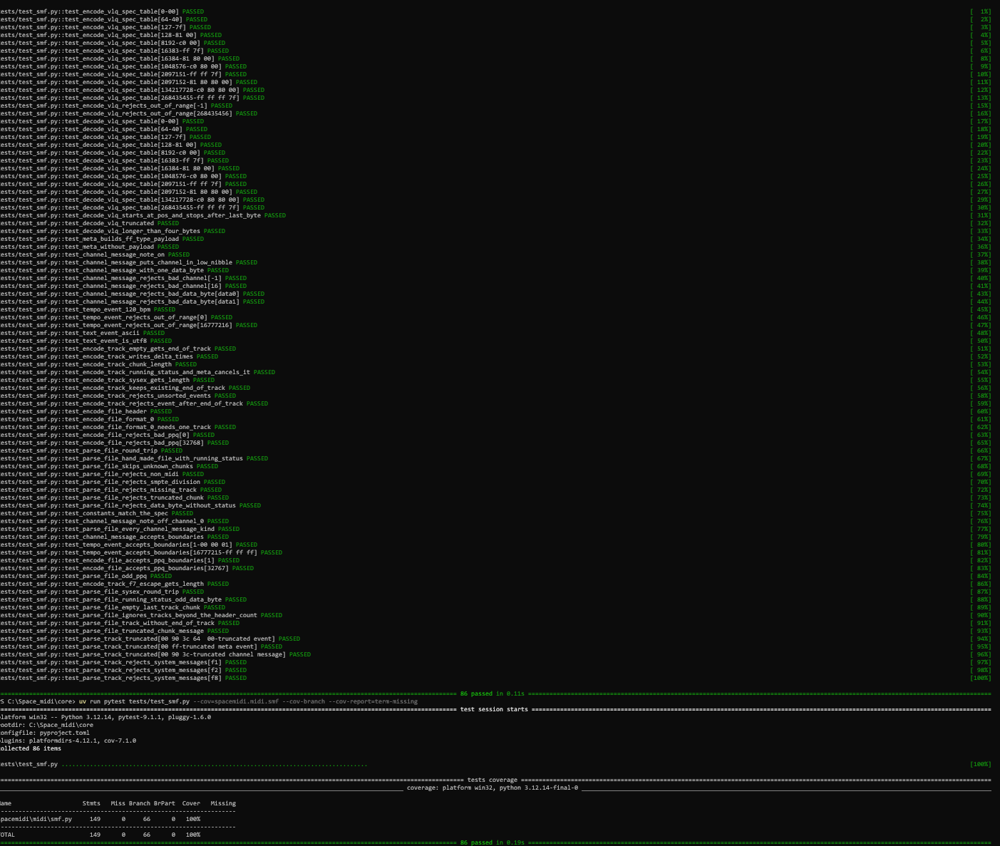 ests/test_smf.py::test_encode_vlq_spec_table[0-00] PASSED [ 1%]
ests/test_smf.py::test_encode_vlq_spec_table[64-40] PASSED [ 2%]
ests/test_smf.py::test_encode_vlq_spec_table[127-7f] PASSED [ 3%]
ests/test_smf.py::test_encode_vlq_spec_table[128-81 00] PASSED [ 4%]
ests/test_smf.py::test_encode_vlq_spec_table[8192-c0 00] PASSED [ 5%]
ests/test_smf.py::test_encode_vlq_spec_table[16383-ff 7f] PASSED [ 6%]
ests/test_smf.py::test_encode_vlq_spec_table[16384-81 80 00] PASSED [ 8%]
ests/test_smf.py::test_encode_vlq_spec_table[1048576-c0 80 00] PASSED [ 9%]
ests/test_smf.py::test_encode_vlq_spec_table[2097151-ff ff 7f] PASSED [ 10%]
ests/test_smf.py::test_encode_vlq_spec_table[2097152-81 80 80 00] PASSED [ 11%]
ests/test_smf.py::test_encode_vlq_spec_table[134217728-c0 80 80 00] PASSED [ 12%]
ests/test_smf.py::test_encode_vlq_spec_table[268435455-ff ff ff 7f] PASSED [ 13%]
ests/test_smf.py::test_encode_vlq_rejects_out_of_range[-1] PASSED [ 15%]
ests/test_smf.py::test_encode_vlq_rejects_out_of_range[268435456] PASSED [ 16%]
ests/test_smf.py::test_decode_vlq_spec_table[0-00] PASSED [ 17%]
ests/test_smf.py::test_decode_vlq_spec_table[64-40] PASSED [ 18%]
ests/test_smf.py::test_decode_vlq_spec_table[127-7f] PASSED [ 19%]
ests/test_smf.py::test_decode_vlq_spec_table[128-81 00] PASSED [ 20%]
ests/test_smf.py::test_decode_vlq_spec_table[8192-c0 00] PASSED [ 22%]
ests/test_smf.py::test_decode_vlq_spec_table[16383-ff 7f] PASSED [ 23%]
ests/test_smf.py::test_decode_vlq_spec_table[16384-81 80 00] PASSED [ 24%]
ests/test_smf.py::test_decode_vlq_spec_table[1048576-c0 80 00] PASSED [ 25%]
ests/test_smf.py::test_decode_vlq_spec_table[2097151-ff ff 7f] PASSED [ 26%]
ests/test_smf.py::test_decode_vlq_spec_table[2097152-81 80 80 00] PASSED [ 27%]
ests/test_smf.py::test_decode_vlq_spec_table[134217728-c0 80 80 00] PASSED [ 29%]
ests/test_smf.py::test_decode_vlq_spec_table[268435455-ff ff ff 7f] PASSED [ 30%]
ests/test_smf.py::test_decode_vlq_starts_at_pos_and_stops_after_last_byte PASSED [ 31%]
ests/test_smf.py::test_decode_vlq_truncated PASSED [ 32%]
ests/test_smf.py::test_decode_vlq_longer_than_four_bytes PASSED [ 33%]
ests/test_smf.py::test_meta_builds_ff_type_payload PASSED [ 34%]
ests/test_smf.py::test_meta_without_payload PASSED [ 36%]
ests/test_smf.py::test_channel_message_note_on PASSED [ 37%]
ests/test_smf.py::test_channel_message_puts_channel_in_low_nibble PASSED [ 38%]
ests/test_smf.py::test_channel_message_with_one_data_byte PASSED [ 39%]
ests/test_smf.py::test_channel_message_rejects_bad_channel[-1] PASSED [ 40%]
ests/test_smf.py::test_channel_message_rejects_bad_channel[16] PASSED [ 41%]
ests/test_smf.py::test_channel_message_rejects_bad_data_byte[data0] PASSED [ 43%]
ests/test_smf.py::test_channel_message_rejects_bad_data_byte[data1] PASSED [ 44%]
ests/test_smf.py::test_tempo_event_120_bpm PASSED [ 45%]
ests/test_smf.py::test_tempo_event_rejects_out_of_range[0] PASSED [ 46%]
ests/test_smf.py::test_tempo_event_rejects_out_of_range[16777216] PASSED [ 47%]
ests/test_smf.py::test_text_event_ascii PASSED [ 48%]
ests/test_smf.py::test_text_event_is_utf8 PASSED [ 50%]
ests/test_smf.py::test_encode_track_empty_gets_end_of_track PASSED [ 51%]
ests/test_smf.py::test_encode_track_writes_delta_times PASSED [ 52%]
ests/test_smf.py::test_encode_track_chunk_length PASSED [ 53%]
ests/test_smf.py::test_encode_track_running_status_and_meta_cancels_it PASSED [ 54%]
ests/test_smf.py::test_encode_track_sysex_gets_length PASSED [ 55%]
ests/test_smf.py::test_encode_track_keeps_existing_end_of_track PASSED [ 56%]
ests/test_smf.py::test_encode_track_rejects_unsorted_events PASSED [ 58%]
ests/test_smf.py::test_encode_track_rejects_event_after_end_of_track PASSED [ 59%]
ests/test_smf.py::test_encode_file_header PASSED [ 60%]
ests/test_smf.py::test_encode_file_format_0 PASSED [ 61%]
ests/test_smf.py::test_encode_file_format_0_needs_one_track PASSED [ 62%]
ests/test_smf.py::test_encode_file_rejects_bad_ppq[0] PASSED [ 63%]
ests/test_smf.py::test_encode_file_rejects_bad_ppq[32768] PASSED [ 65%]
ests/test_smf.py::test_parse_file_round_trip PASSED [ 66%]
ests/test_smf.py::test_parse_file_hand_made_file_with_running_status PASSED [ 67%]
ests/test_smf.py::test_parse_file_skips_unknown_chunks PASSED [ 68%]
ests/test_smf.py::test_parse_file_rejects_non_midi PASSED [ 69%]
ests/test_smf.py::test_parse_file_rejects_smpte_division PASSED [ 70%]
ests/test_smf.py::test_parse_file_rejects_missing_track PASSED [ 72%]
ests/test_smf.py::test_parse_file_rejects_truncated_chunk PASSED [ 73%]
ests/test_smf.py::test_parse_file_rejects_data_byte_without_status PASSED [ 74%]
ests/test_smf.py::test_constants_match_the_spec PASSED [ 75%]
ests/test_smf.py::test_channel_message_note_off_channel_0 PASSED [ 76%]
ests/test_smf.py::test_parse_file_every_channel_message_kind PASSED [ 77%]
ests/test_smf.py::test_channel_message_accepts_boundaries PASSED [ 79%]
ests/test_smf.py::test_tempo_event_accepts_boundaries[1-00 00 01] PASSED [ 80%]
ests/test_smf.py::test_tempo_event_accepts_boundaries[16777215-ff ff ff] PASSED [ 81%]
ests/test_smf.py::test_encode_file_accepts_ppq_boundaries[1] PASSED [ 82%]
ests/test_smf.py::test_encode_file_accepts_ppq_boundaries[32767] PASSED [ 83%]
ests/test_smf.py::test_parse_file_odd_ppq PASSED [ 84%]
ests/test_smf.py::test_encode_track_f7_escape_gets_length PASSED [ 86%]
ests/test_smf.py::test_parse_file_sysex_round_trip PASSED [ 87%]
ests/test_smf.py::test_parse_file_running_status_odd_data_byte PASSED [ 88%]
ests/test_smf.py::test_parse_file_empty_last_track_chunk PASSED [ 89%]
ests/test_smf.py::test_parse_file_ignores_tracks_beyond_the_header_count PASSED [ 90%]
ests/test_smf.py::test_parse_file_track_without_end_of_track PASSED [ 91%]
ests/test_smf.py::test_parse_file_truncated_chunk_message PASSED [ 93%]
ests/test_smf.py::test_parse_track_truncated[00 90 3c 64  00-truncated event] PASSED [ 94%]
ests/test_smf.py::test_parse_track_truncated[00 ff-truncated meta event] PASSED [ 95%]
ests/test_smf.py::test_parse_track_truncated[00 90 3c-truncated channel message] PASSED [ 96%]
ests/test_smf.py::test_parse_track_rejects_system_messages[f1] PASSED [ 97%]
ests/test_smf.py::test_parse_track_rejects_system_messages[f2] PASSED [ 98%]
ests/test_smf.py::test_parse_track_rejects_system_messages[f8] PASSED [100%]
86 passed in 0.11s
PS C:\Space_midi\core> uv run pytest tests/test_smf.py --cov=spacemidi.midi.smf --cov-branch --cov-report=term-missing
test session starts
platform win32 -- Python 3.12.14, pytest-9.1.1, pluggy-1.6.0
rootdir: C:\Space_midi\core
configfile: pyproject.toml
plugins: platformdirs-4.12.1, cov-7.1.0
collected 86 items
ests\test_smf.py ...................................................................................... [100%]
tests coverage
coverage: platform win32, python 3.12.14-final-0
Name Stmts Miss Branch BrPart Cover Missing
spacemidi\midi\smf.py 149 0 66 0 100%
TOTAL 149 0 66 0 100%
86 passed in 0.19s